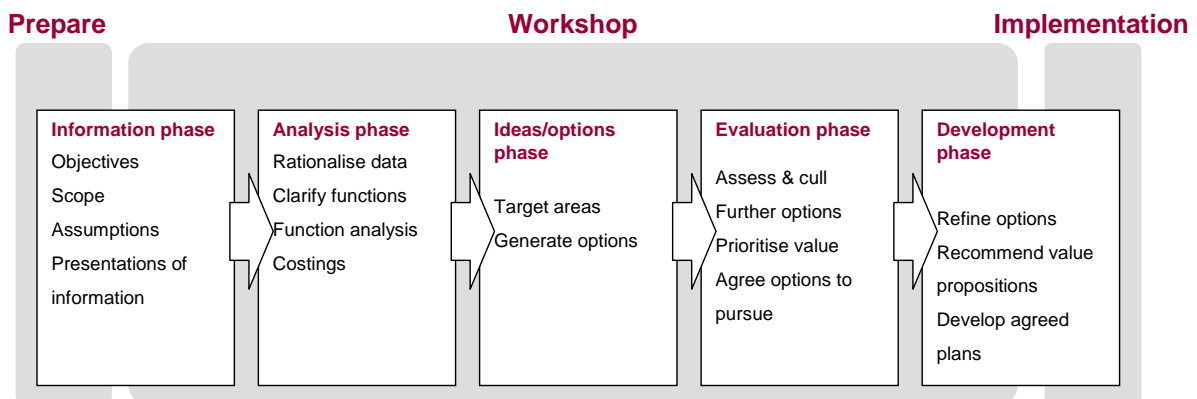 Prepare
Workshop
Implementation
Information phase
Objectives
Scope
Assumptions
Presentations of
information
Analysis phase
Rationalise data
Clarify functions
Function analysis
Costings
Ideas/options
phase
Target areas
Generate options
Evaluation phase
Assess & cull
Further options
Prioritise value
Agree options to
pursue
Development
phase
Refine options
Recommend value
propositions
Develop agreed
plans